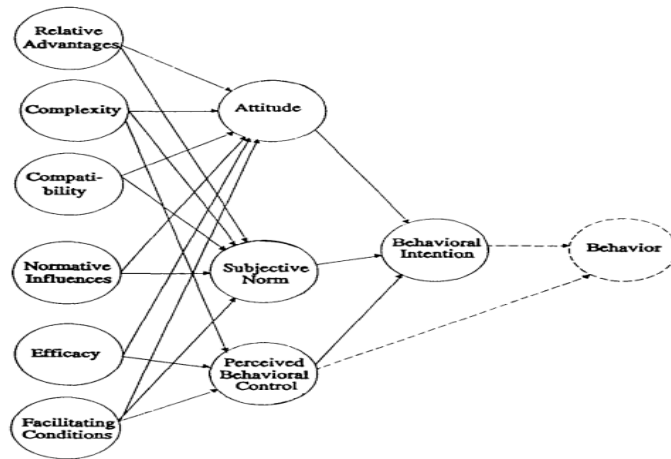 Relative
Advantages
Complexity
Attitude
Compati-
bility
Behavioral
Intention
Behavior
Normative
Influences
Subjective
Norm
Efficacy
Perceived
Behavioral
Control
Facilitating
Conditions